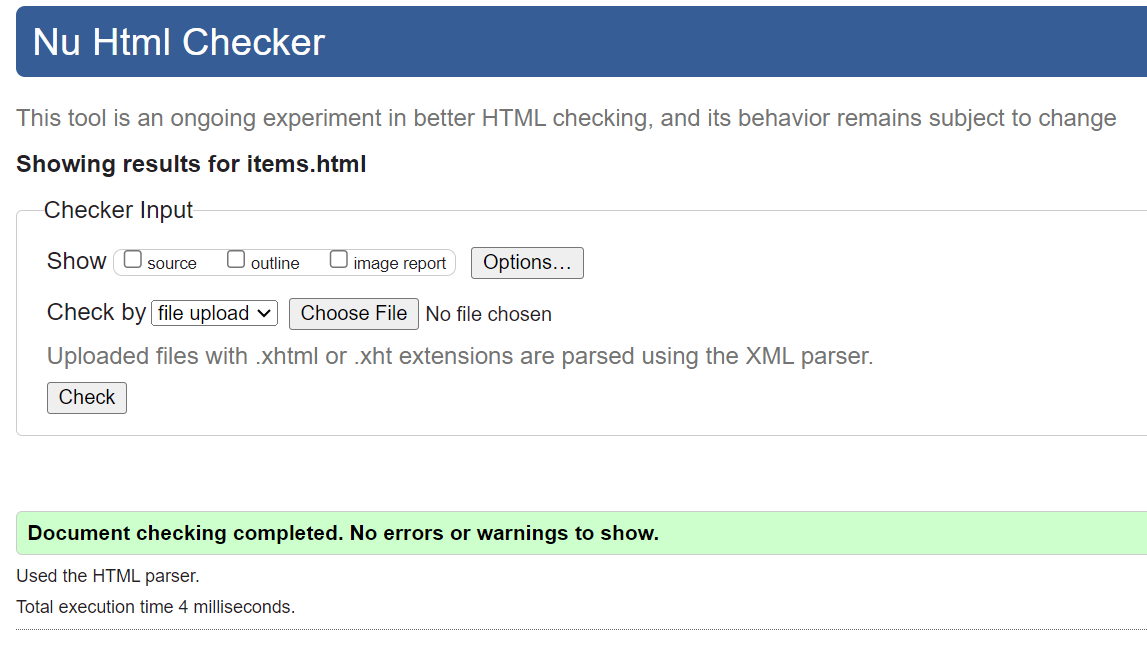 Nu Html Checker
This tool is an ongoing experiment in better HTML checking, and its behavior remains subject to change
Showing results for items.html
Checker Input
Show source outline image report Options…
Check by file upload Choose File No file chosen
Uploaded files with .xhtml or .xht extensions are parsed using the XML parser.
Check
Document checking completed. No errors or warnings to show.
Used the HTML parser.
Total execution time 4 milliseconds.